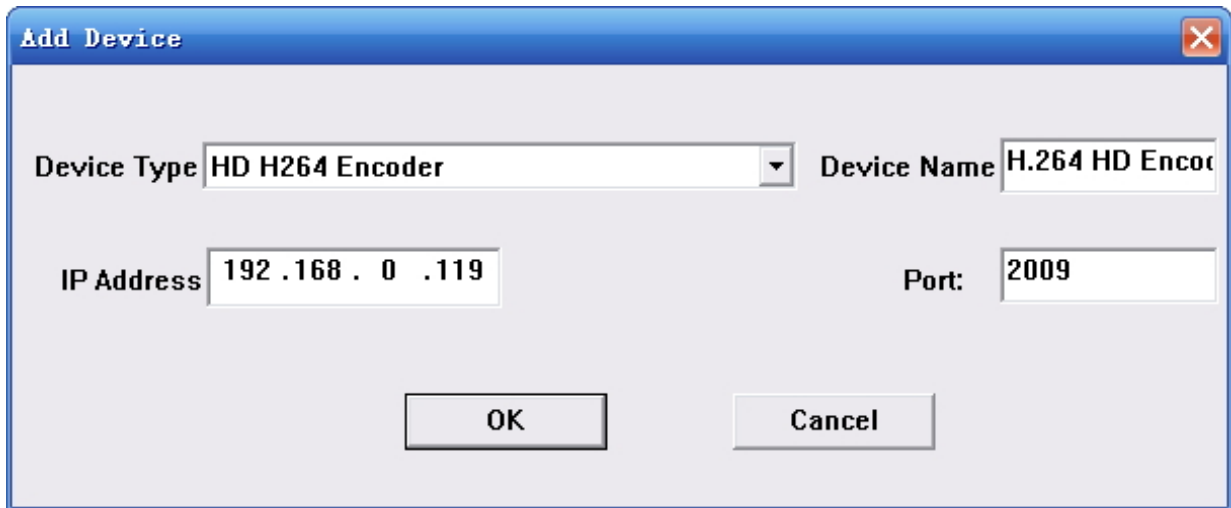 Add Device
Device Type HD H264 Encoder Device Name H.264 HD Encod
IP Address 192 .168 . 0 .119 Port: 2009
OK Cancel